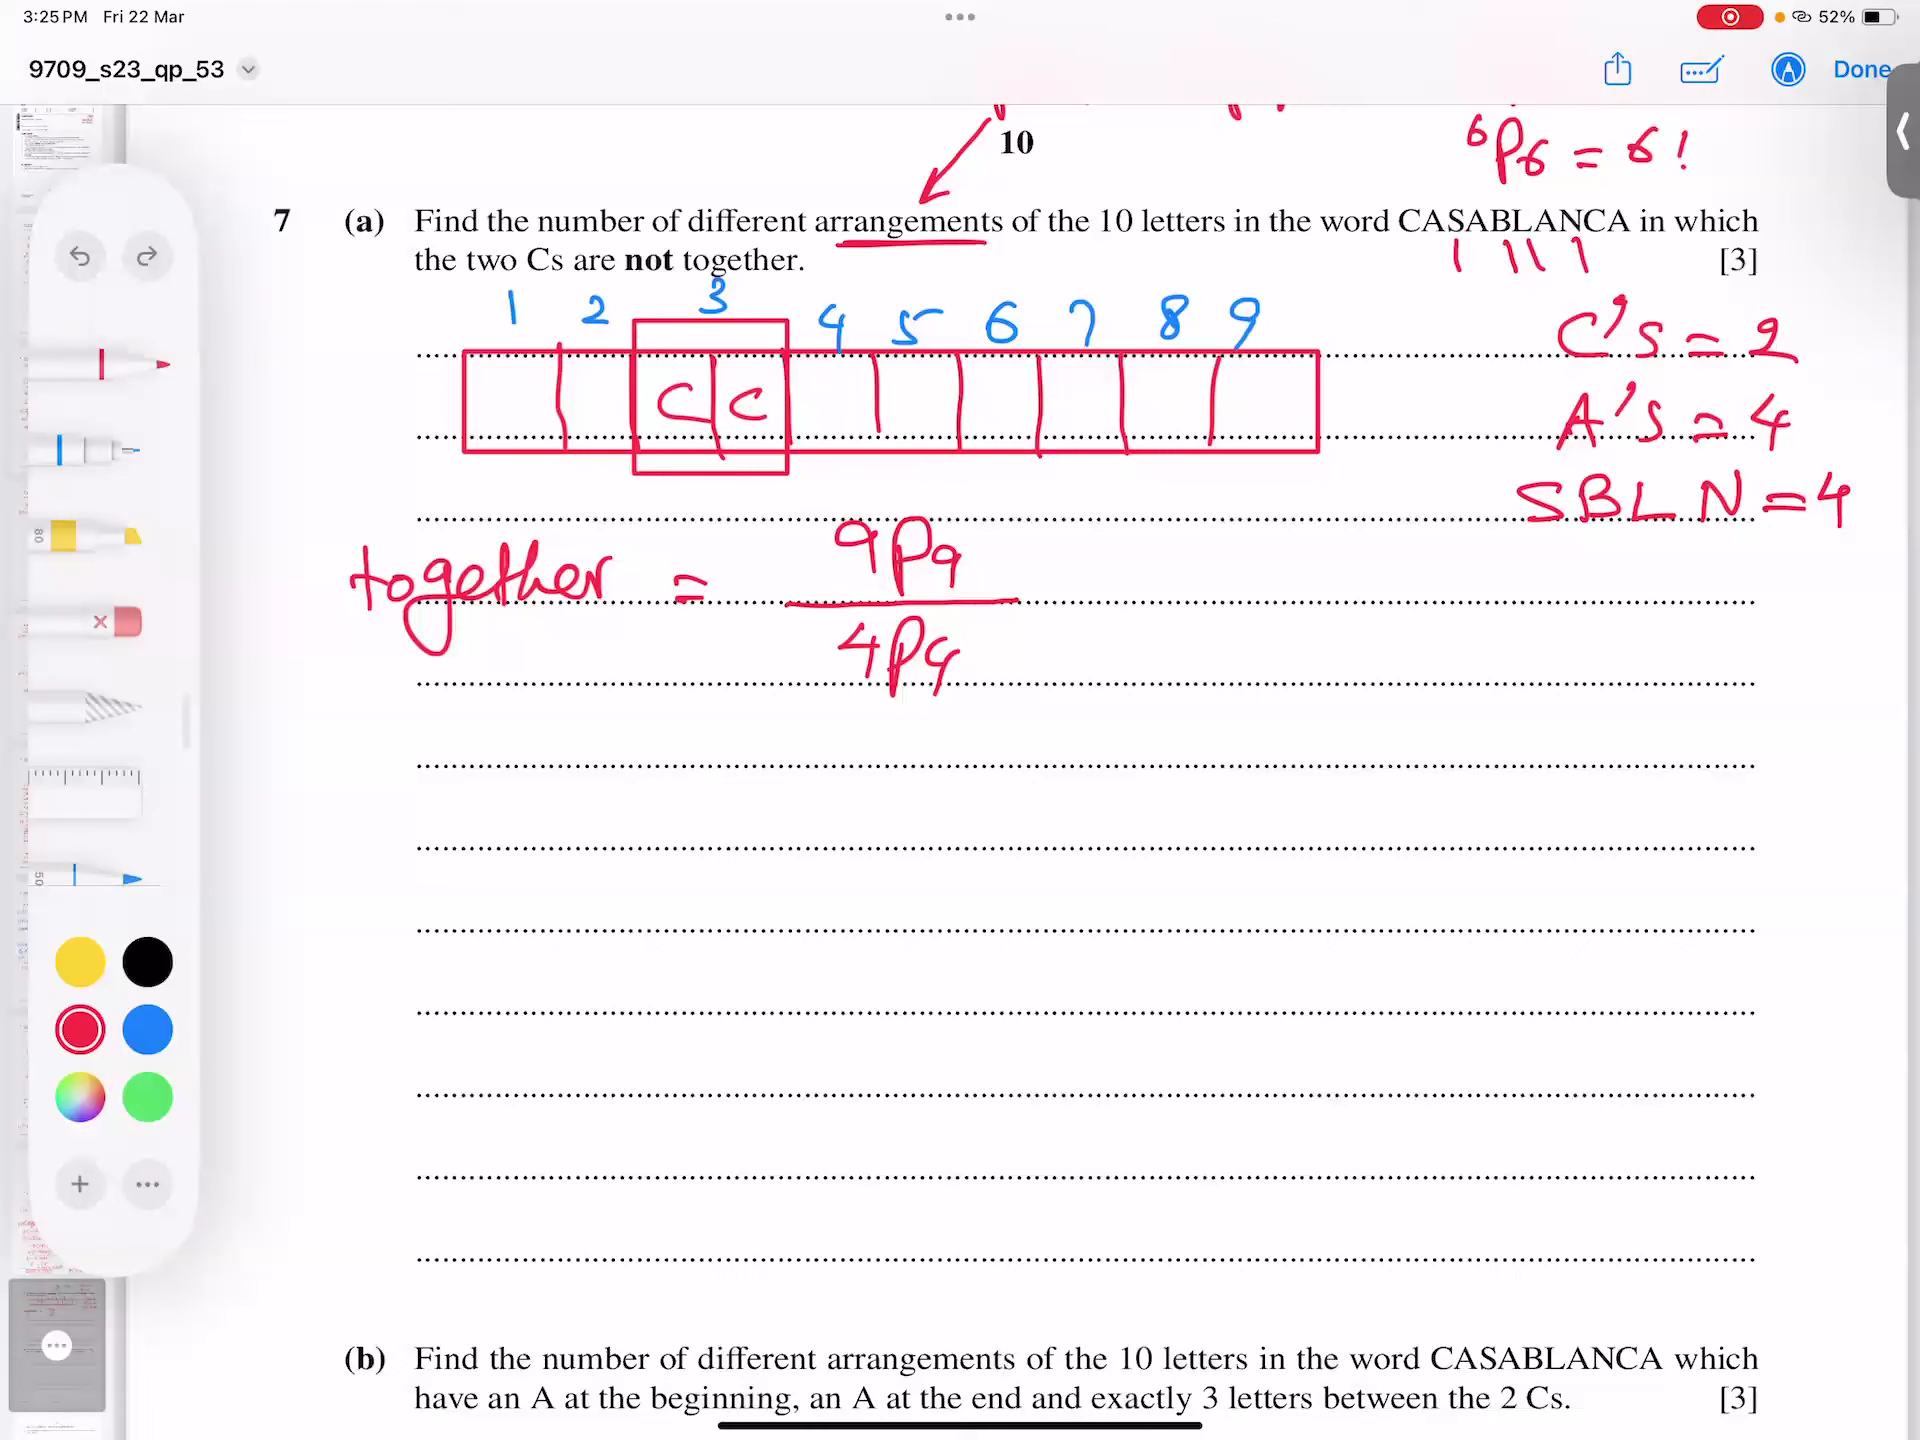 3:25 PM Fri 22 Mar
52%
9709_s23_qp_53
Done
10
6P6 = 6!
7 (a) Find the number of different arrangements of the 10 letters in the word CASABLANCA in which
the two Cs are not together. [3]
1 2 3 4 5 6 7 8 9
C C
C's = 2
A's = 4
SBLN = 4
together = 9P9
4P4
80
50
(b) Find the number of different arrangements of the 10 letters in the word CASABLANCA which
have an A at the beginning, an A at the end and exactly 3 letters between the 2 Cs. [3]